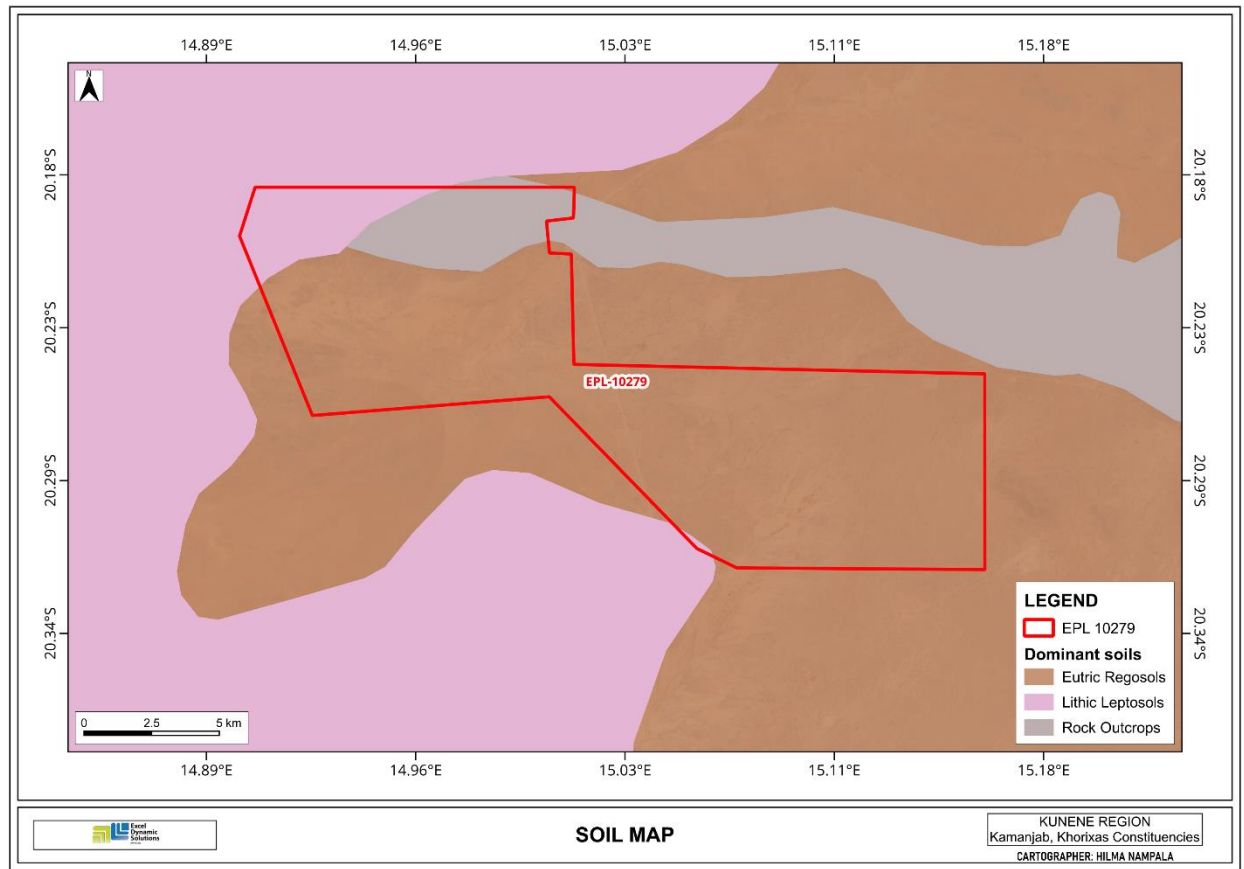 14.89°E 14.96°E 15.03°E 15.11°E 15.18°E
N
20.18°S 20.18°S
20.23°S 20.23°S
EPL-10279
20.29°S 20.29°S
20.34°S 20.34°S
LEGEND
EPL 10279
Dominant soils
Eutric Regosols
Lithic Leptosols
Rock Outcrops
0 2.5 5 km
14.89°E 14.96°E 15.03°E 15.11°E 15.18°E
Excel
Dynamic
Solutions
SOIL MAP
KUNENE REGION
Kamanjab, Khorixas Constituencies
CARTOGRAPHER: HILMA NAMPALA